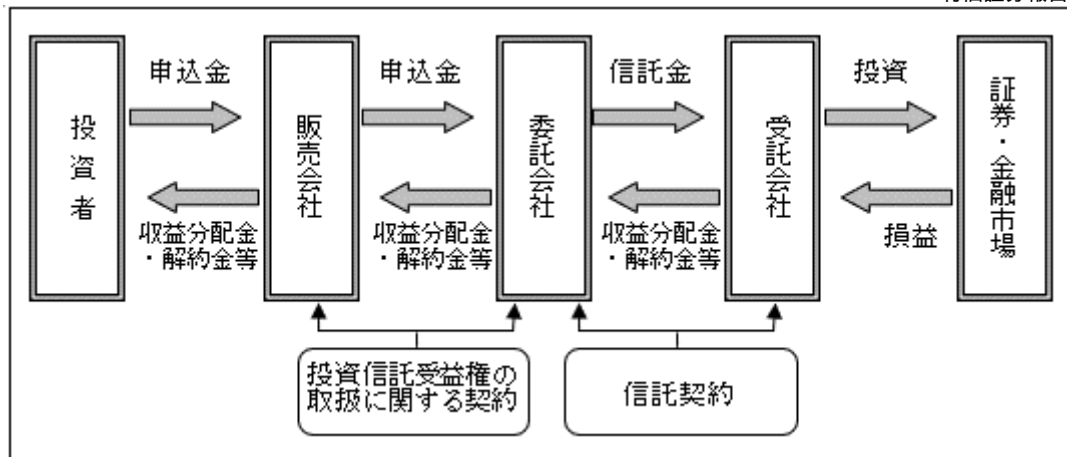 申込金
申込金
信託金
投資
投資者
販売会社
委託会社
受託会社
証券・金融市場
収益分配金
・解約金等
収益分配金
・解約金等
収益分配金
・解約金等
損益
投資信託受益権の
取扱に関する契約
信託契約